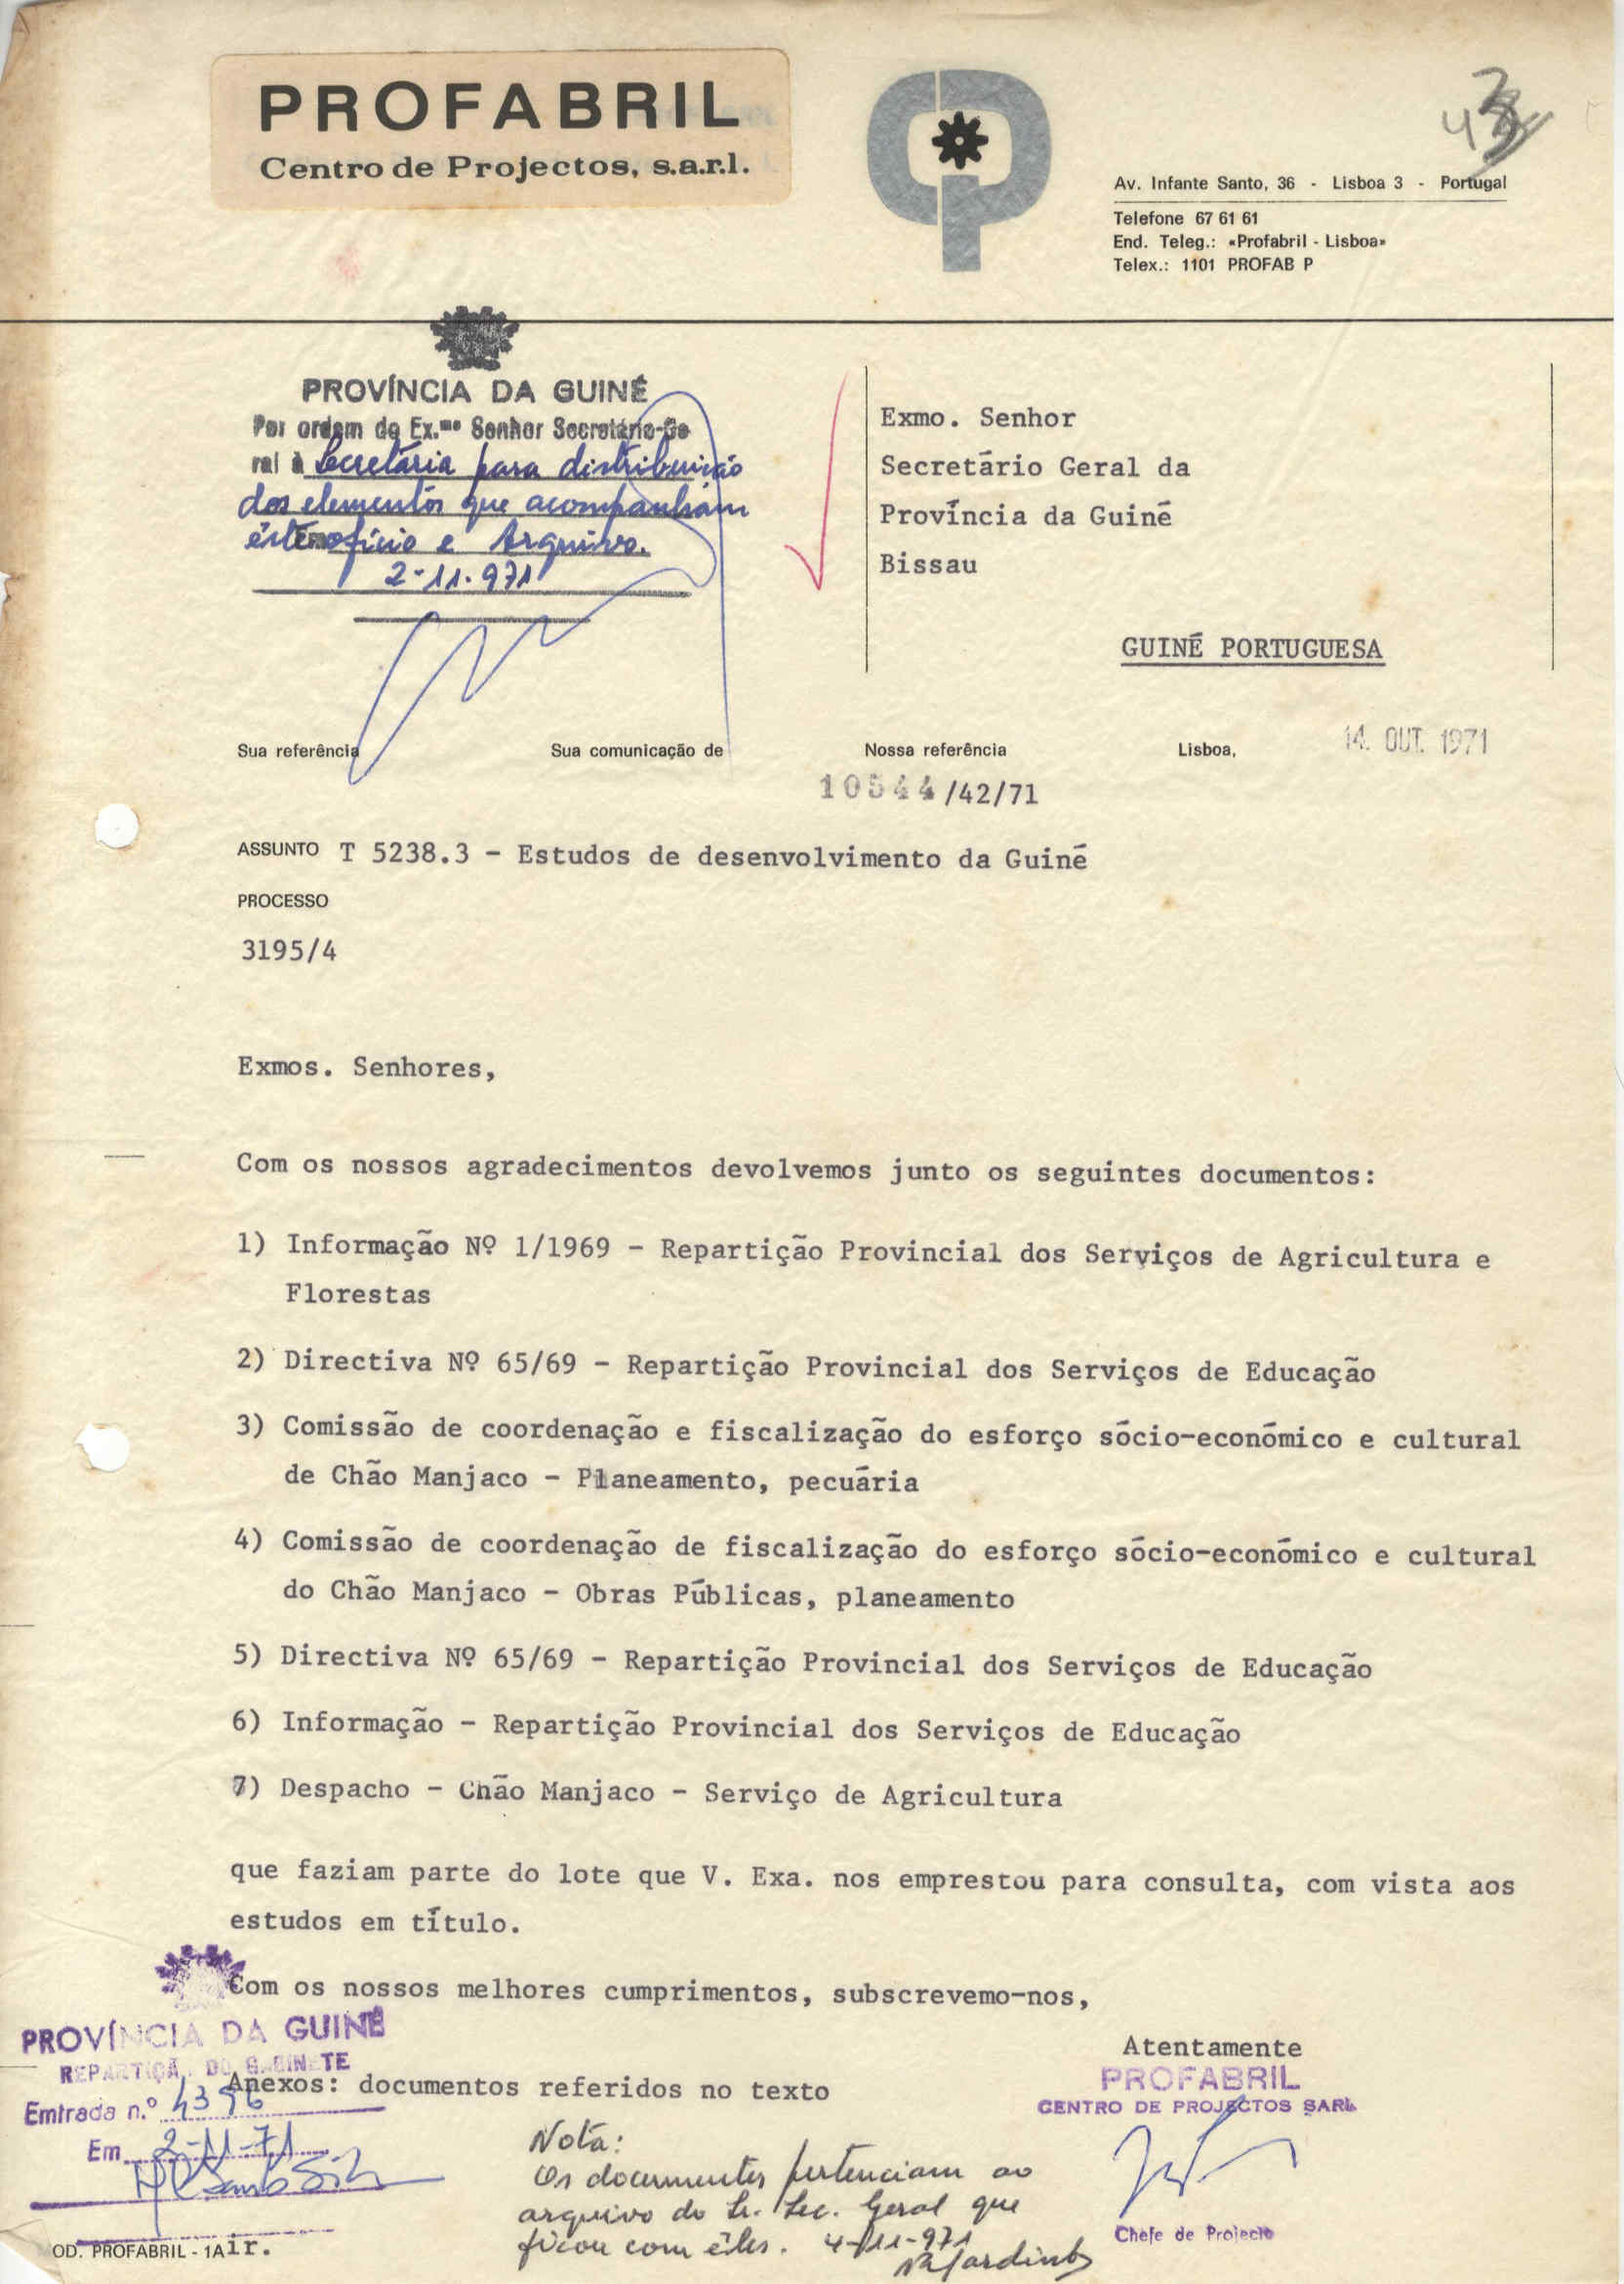 PROFABRIL
Centro de Projectos, s.a.r.l.
Av. Infante Santo, 36 - Lisboa 3 - Portugal
Telefone 67 61 61
End. Teleg.: «Profabril - Lisboa»
Telex.: 1101 PROFAB P
PROVÍNCIA DA GUINÉ
Por ordem de Ex.mo Senhor Secretário-Ge
ral à Secretaria para distribuição
dos elementos que acompanham
êste ofício e Arquivo.
2-11-971
Exmo. Senhor
Secretário Geral da
Província da Guiné
Bissau
GUINÉ PORTUGUESA
Sua referência
Sua comunicação de
Nossa referência
Lisboa,
14. OUT. 1971
10544/42/71
ASSUNTO T 5238.3 - Estudos de desenvolvimento da Guiné
PROCESSO
3195/4
Exmos. Senhores,
Com os nossos agradecimentos devolvemos junto os seguintes documentos:
1) Informação Nº 1/1969 - Repartição Provincial dos Serviços de Agricultura e
Florestas
2) Directiva Nº 65/69 - Repartição Provincial dos Serviços de Educação
3) Comissão de coordenação e fiscalização do esforço sócio-económico e cultural
de Chão Manjaco - Planeamento, pecuária
4) Comissão de coordenação de fiscalização do esforço sócio-económico e cultural
do Chão Manjaco - Obras Públicas, planeamento
5) Directiva Nº 65/69 - Repartição Provincial dos Serviços de Educação
6) Informação - Repartição Provincial dos Serviços de Educação
7) Despacho - Chão Manjaco - Serviço de Agricultura
que faziam parte do lote que V. Exa. nos emprestou para consulta, com vista aos
estudos em título.
Com os nossos melhores cumprimentos, subscrevemo-nos,
PROVÍNCIA DA GUINÉ
REPARTIÇÃO DO GABINETE
Entrada n.º 4396
Em 2-11-71
Anexos: documentos referidos no texto
Atentamente
PROFABRIL
CENTRO DE PROJECTOS SARL
Chefe de Projecto
Nota:
Os documentos pertenciam ao
arquivo do Sr. Sec. Geral que
ficou com êles. 4-11-971
OD. PROFABRIL - 1A ir.